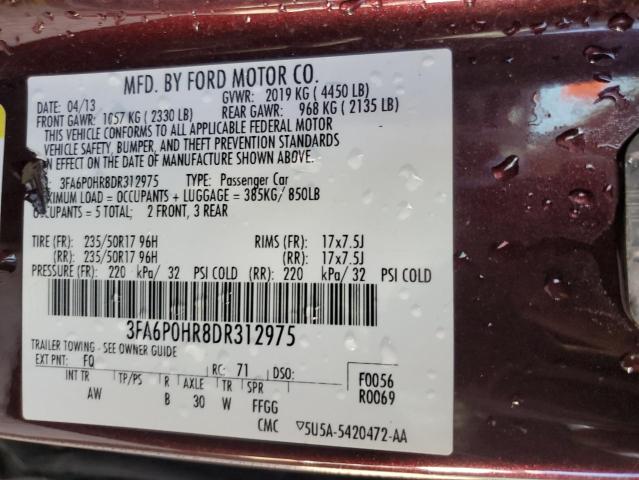 MFD. BY FORD MOTOR CO.
DATE: 04/13 GVWR: 2019 KG ( 4450 LB)
FRONT GAWR: 1057 KG ( 2330 LB) REAR GAWR: 968 KG ( 2135 LB)
THIS VEHICLE CONFORMS TO ALL APPLICABLE FEDERAL MOTOR
VEHICLE SAFETY, BUMPER, AND THEFT PREVENTION STANDARDS
IN EFFECT ON THE DATE OF MANUFACTURE SHOWN ABOVE.
3FA6P0HR8DR312975 TYPE: Passenger Car
MAXIMUM LOAD = OCCUPANTS + LUGGAGE = 385KG/ 850LB
OCCUPANTS = 5 TOTAL; 2 FRONT, 3 REAR
TIRE (FR): 235/50R17 96H RIMS (FR): 17x7.5J
(RR): 235/50R17 96H (RR): 17x7.5J
PRESSURE (FR): 220 kPa/ 32 PSI COLD (RR): 220 kPa/ 32 PSI COLD
3FA6P0HR8DR312975
TRAILER TOWING - SEE OWNER GUIDE
EXT PNT: FQ RC: 71 DSO:
INT TR TP/PS R AXLE TR SPR
AW B 30 W FFGG
CMC
F0056
R0069
▽5U5A-5420472-AA